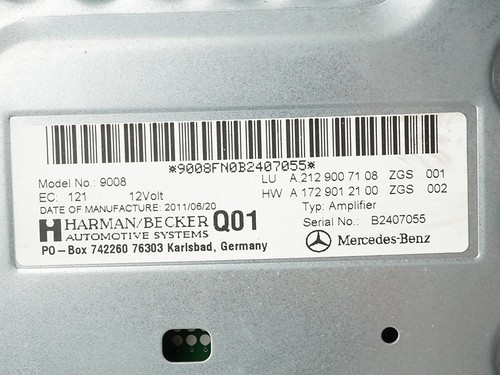 *9008FN0B2407055*
Model No.: 9008
LU A 212 900 71 08 ZGS 001
EC: 121 12Volt
HW A 172 901 21 00 ZGS 002
DATE OF MANUFACTURE: 2011/06/20
Typ: Amplifier
HARMAN/BECKER Q01
Serial No.: B2407055
AUTOMOTIVE SYSTEMS
Mercedes-Benz
PO-Box 742260 76303 Karlsbad, Germany